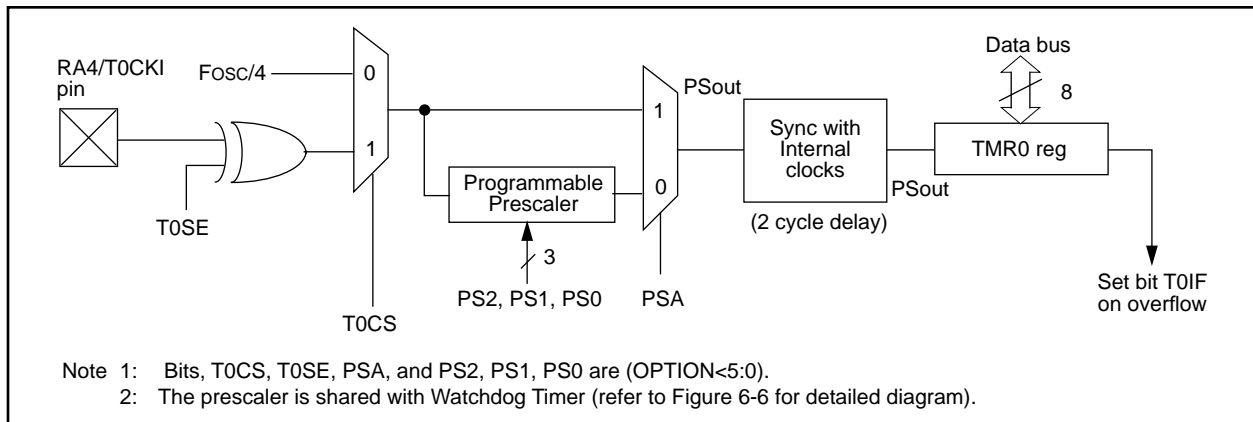 RA4/T0CKI
pin
FOSC/4
0
1
T0SE
T0CS
Programmable
Prescaler
3
PS2, PS1, PS0
1
0
PSA
PSout
Sync with
Internal
clocks
(2 cycle delay)
PSout
Data bus
8
TMR0 reg
Set bit T0IF
on overflow
Note 1: Bits, T0CS, T0SE, PSA, and PS2, PS1, PS0 are (OPTION<5:0).
2: The prescaler is shared with Watchdog Timer (refer to Figure 6-6 for detailed diagram).